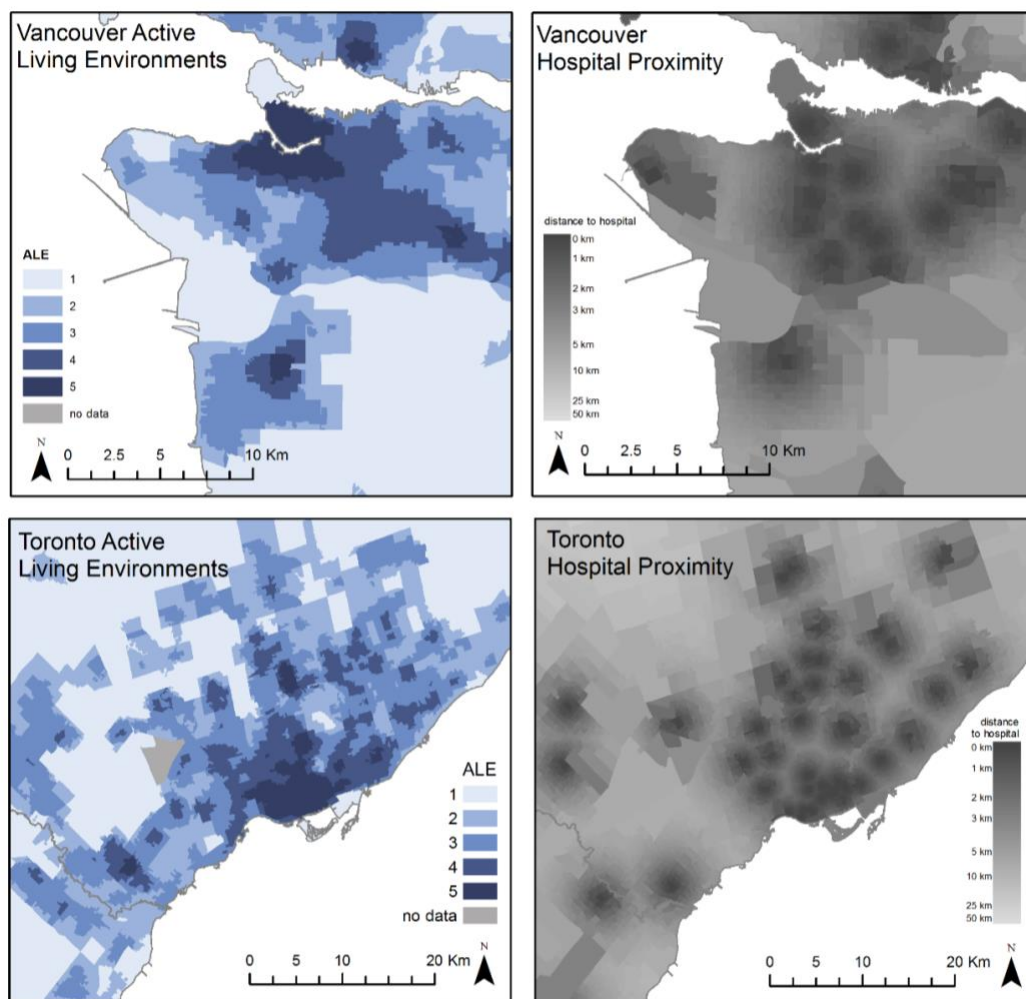 Vancouver Active
Living Environments
ALE
1
2
3
4
5
no data
N
0 2.5 5 10 Km
Vancouver
Hospital Proximity
distance to hospital
0 km
1 km
2 km
3 km
5 km
10 km
25 km
50 km
N
0 2.5 5 10 Km
Toronto Active
Living Environments
ALE
1
2
3
4
5
no data
0 5 10 20 Km
N
Toronto
Hospital Proximity
distance
to hospital
0 km
1 km
2 km
3 km
5 km
10 km
25 km
50 km
N
0 5 10 20 Km